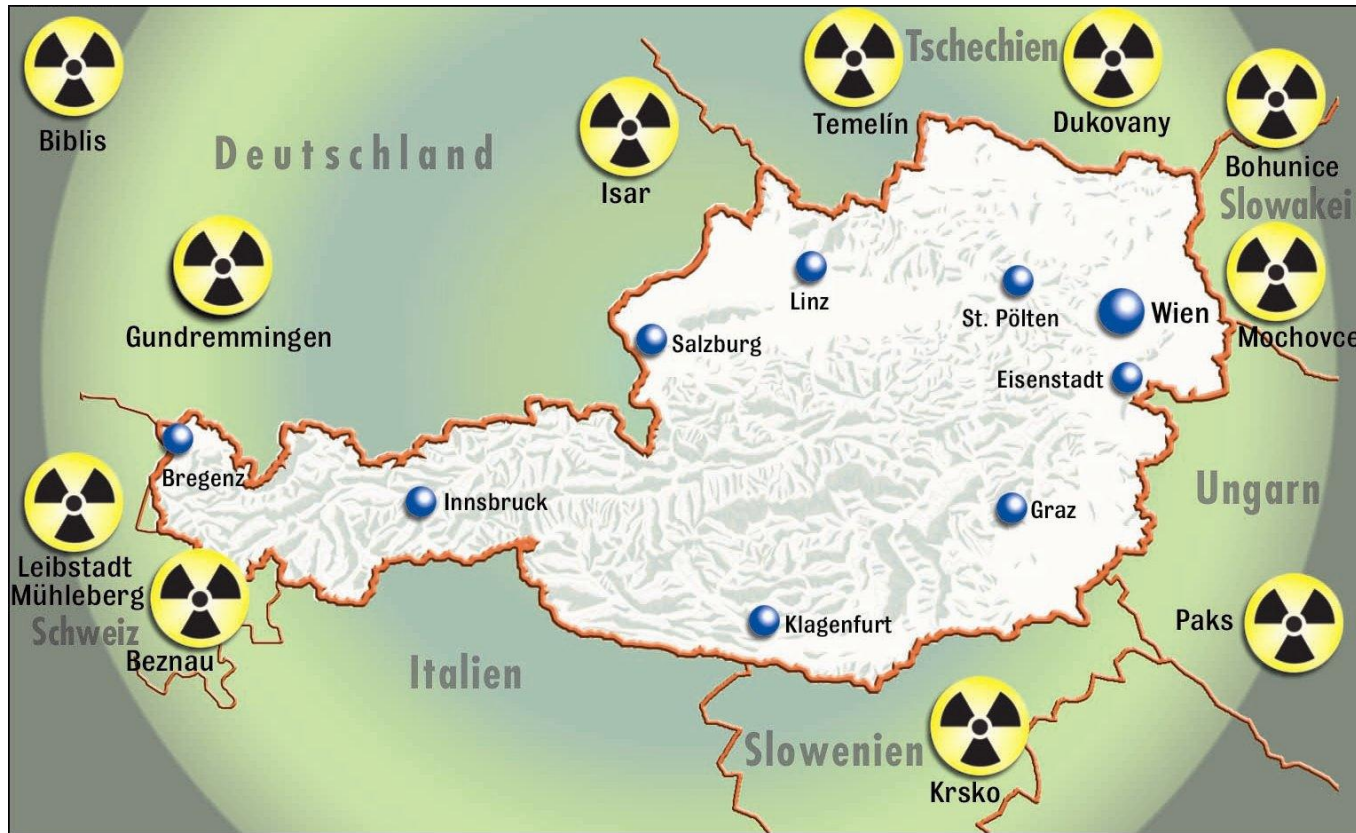 Tschechien
Biblis
Temelín
Dukovany
Deutschland
Isar
Bohunice
Slowakei
Linz
St. Pölten
Wien
Gundremmingen
Salzburg
Mochovce
Eisenstadt
Bregenz
Innsbruck
Graz
Ungarn
Leibstadt
Mühleberg
Schweiz
Beznau
Klagenfurt
Paks
Italien
Slowenien
Krsko